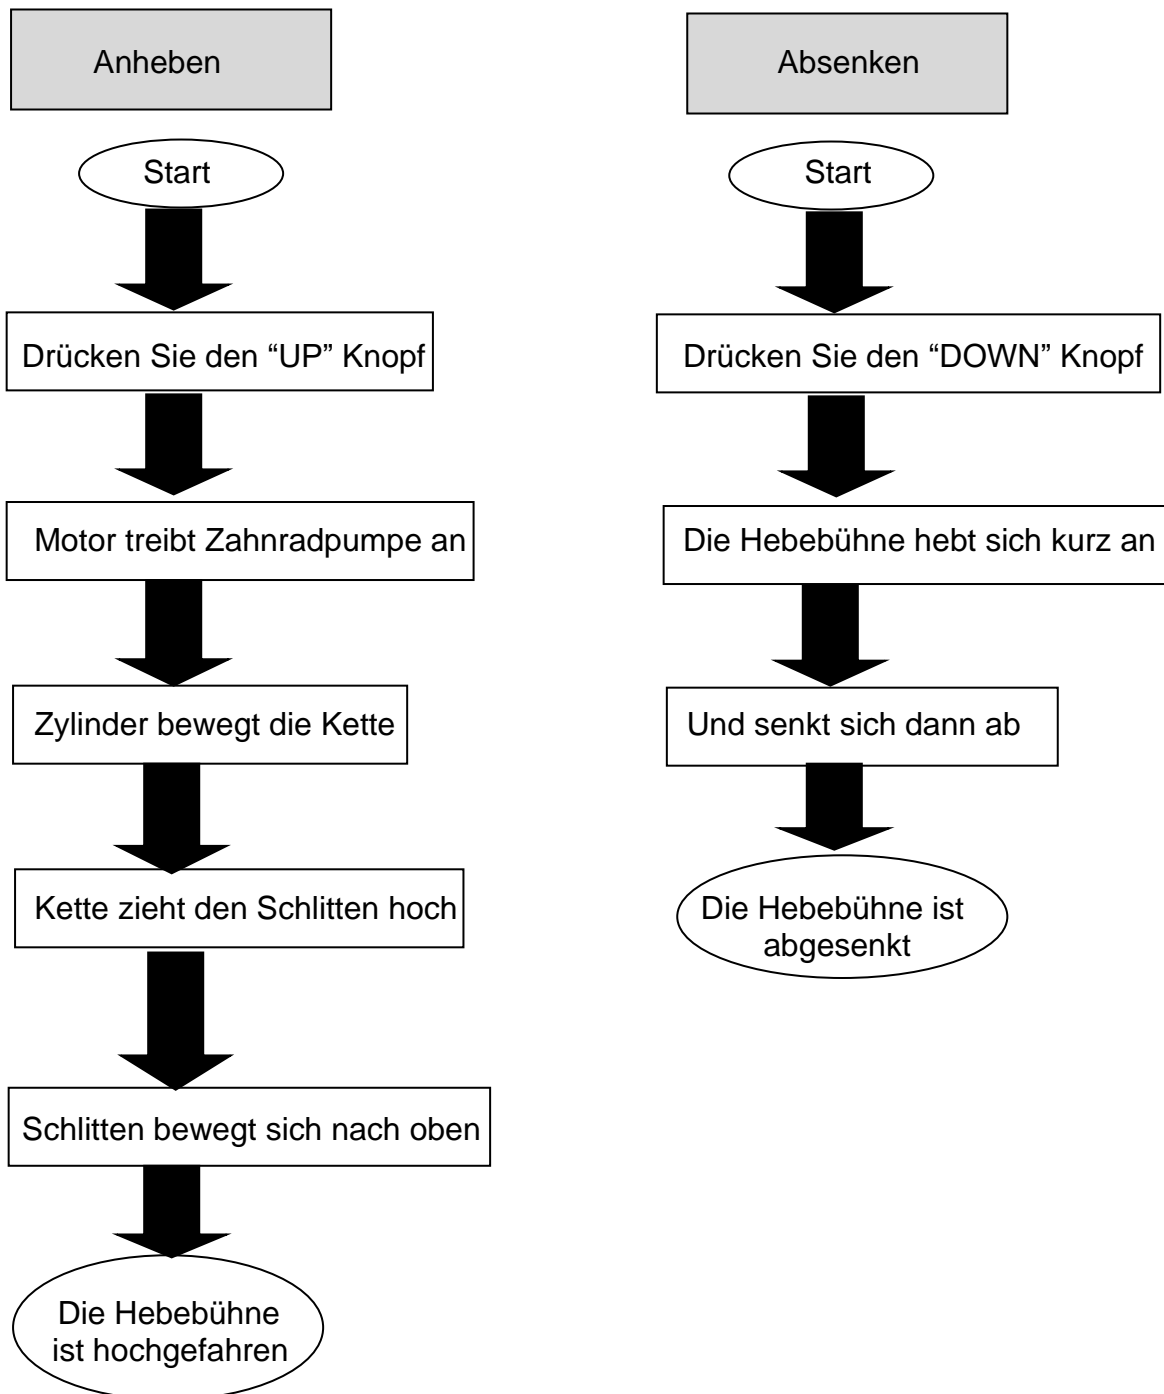 Anheben
Start
Drücken Sie den “UP” Knopf
Motor treibt Zahnradpumpe an
Zylinder bewegt die Kette
Kette zieht den Schlitten hoch
Schlitten bewegt sich nach oben
Die Hebebühne
ist hochgefahren
Absenken
Start
Drücken Sie den “DOWN” Knopf
Die Hebebühne hebt sich kurz an
Und senkt sich dann ab
Die Hebebühne ist
abgesenkt